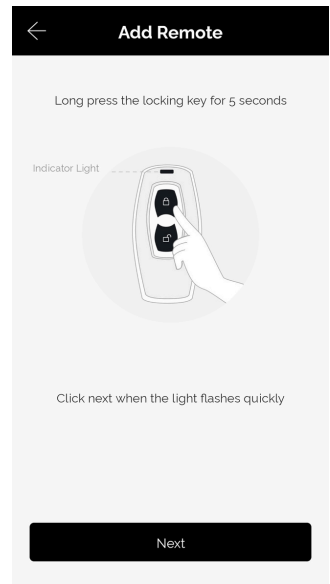 Add Remote
Long press the locking key for 5 seconds
Indicator Light
Click next when the light flashes quickly
Next